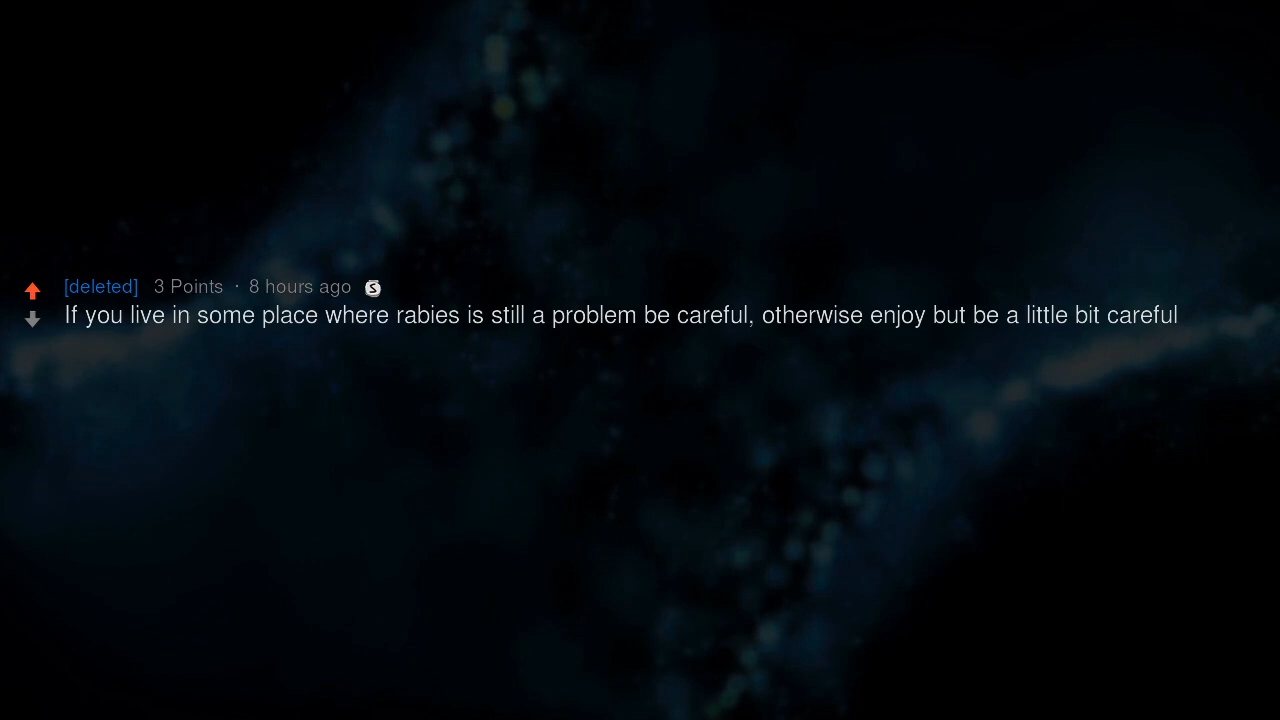 [deleted] 3 Points · 8 hours ago S
If you live in some place where rabies is still a problem be careful, otherwise enjoy but be a little bit careful